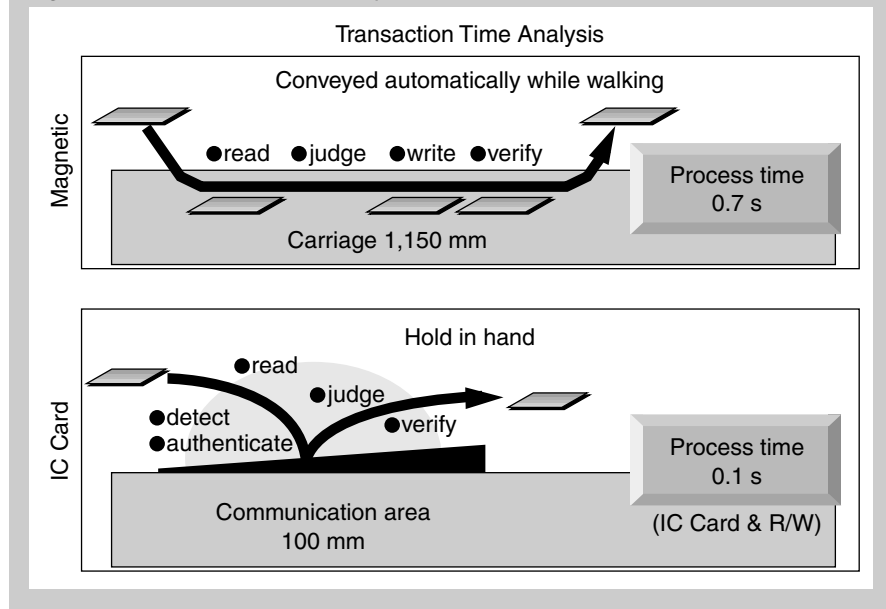 Transaction Time Analysis
Magnetic
Conveyed automatically while walking
●read ●judge ●write ●verify
Process time
0.7 s
Carriage 1,150 mm
IC Card
Hold in hand
●read
●judge
●detect
●verify
●authenticate
Process time
0.1 s
Communication area
100 mm
(IC Card & R/W)